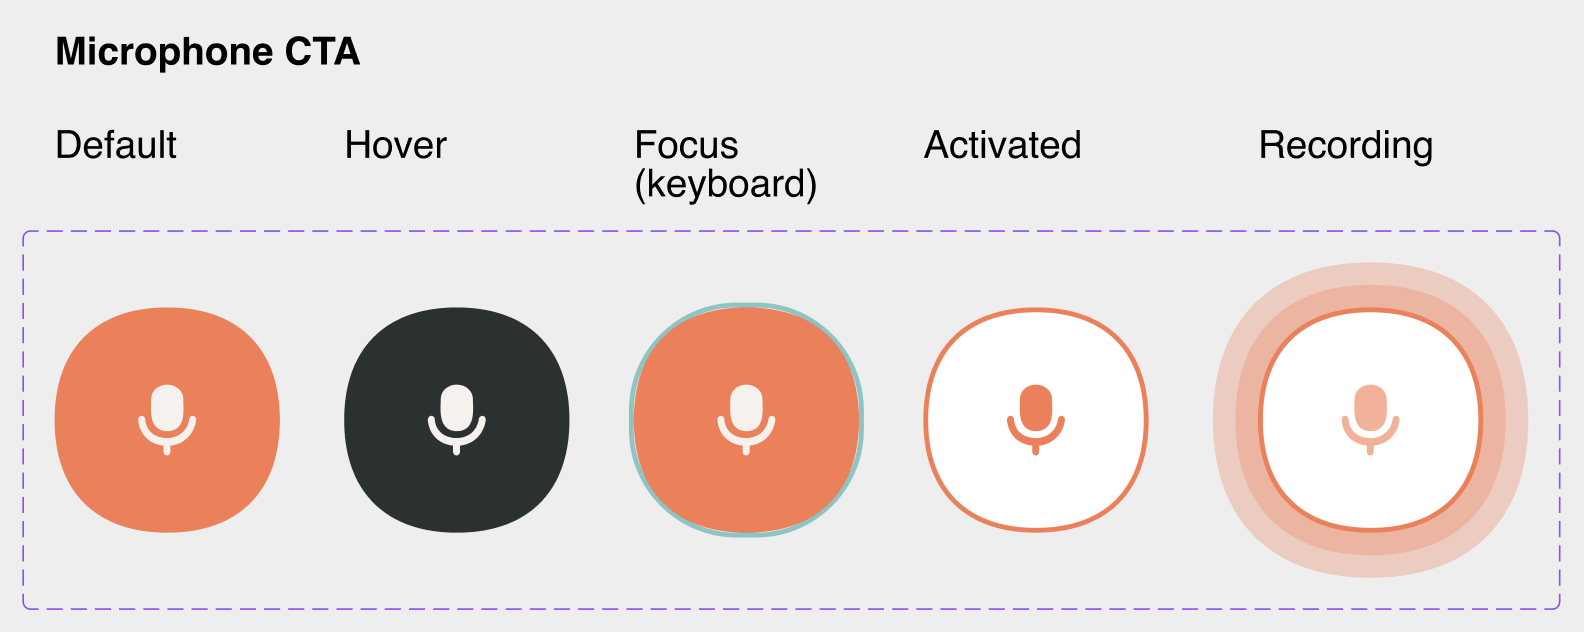 Microphone CTA
Default
Hover
Focus
(keyboard)
Activated
Recording